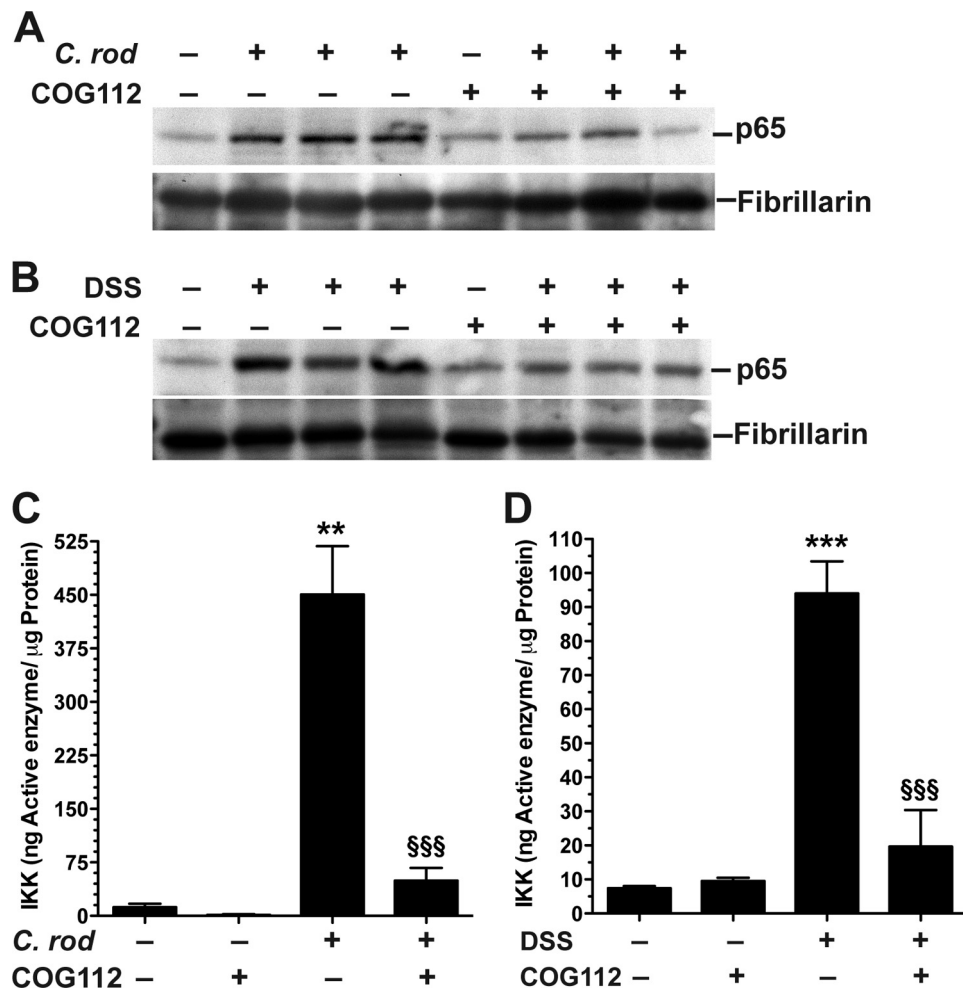 A
C. rod – + + + – + + +
COG112 – – – – + + + +
p65
Fibrillarin
B
DSS – + + + – + + +
COG112 – – – – + + + +
p65
Fibrillarin
C
IKK (ng Active enzyme/ μg Protein)
525
450
375
300
225
150
75
0
**
§§§
C. rod – – + +
COG112 – + – +
D
IKK (ng Active enzyme/ μg Protein)
110
100
90
80
70
60
50
40
30
20
10
0
***
§§§
DSS – – + +
COG112 – + – +